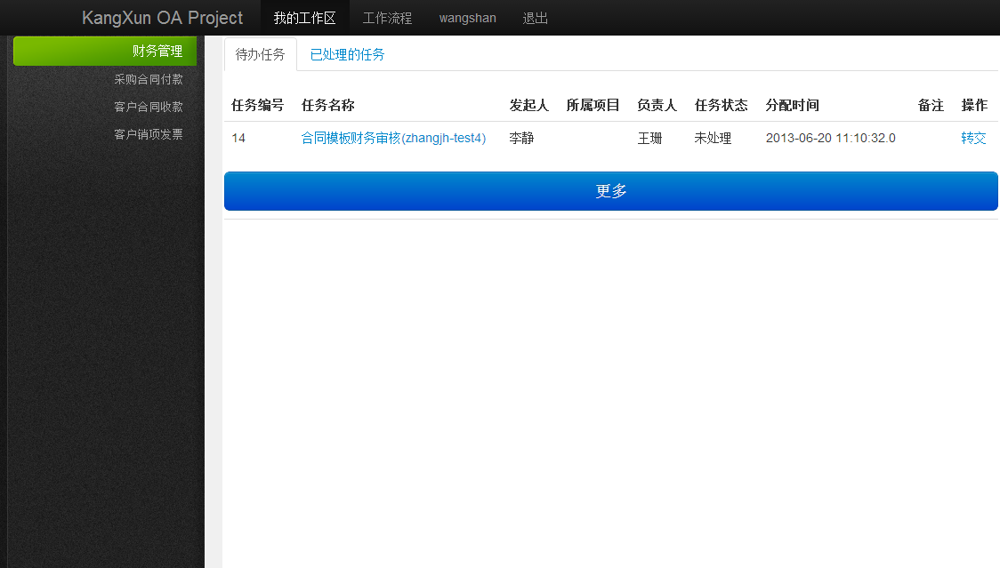 KangXun OA Project 我的工作区 工作流程 wangshan 退出
财务管理
采购合同付款
客户合同收款
客户销项发票
待办任务 已处理的任务
任务编号 任务名称 发起人 所属项目 负责人 任务状态 分配时间 备注 操作
14 合同模板财务审核(zhangjh-test4) 李静 王珊 未处理 2013-06-20 11:10:32.0 转交
更多